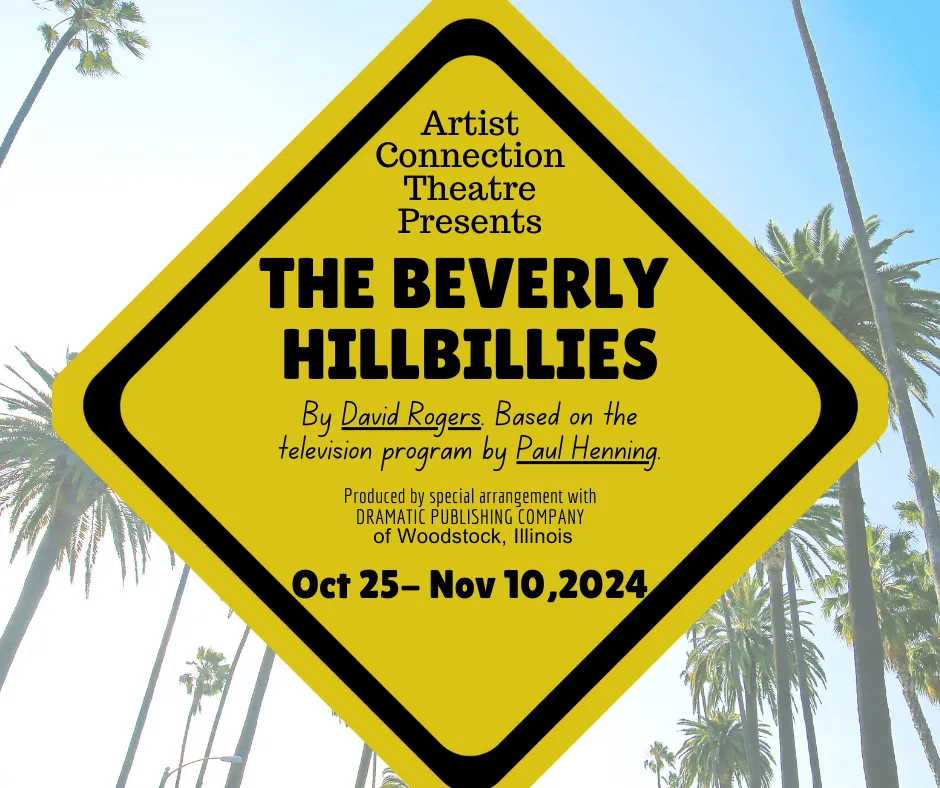 Artist
Connection
Theatre
Presents
THE BEVERLY
HILLBILLIES
By David Rogers. Based on the
television program by Paul Henning.
Produced by special arrangement with
DRAMATIC PUBLISHING COMPANY
of Woodstock, Illinois
Oct 25– Nov 10,2024